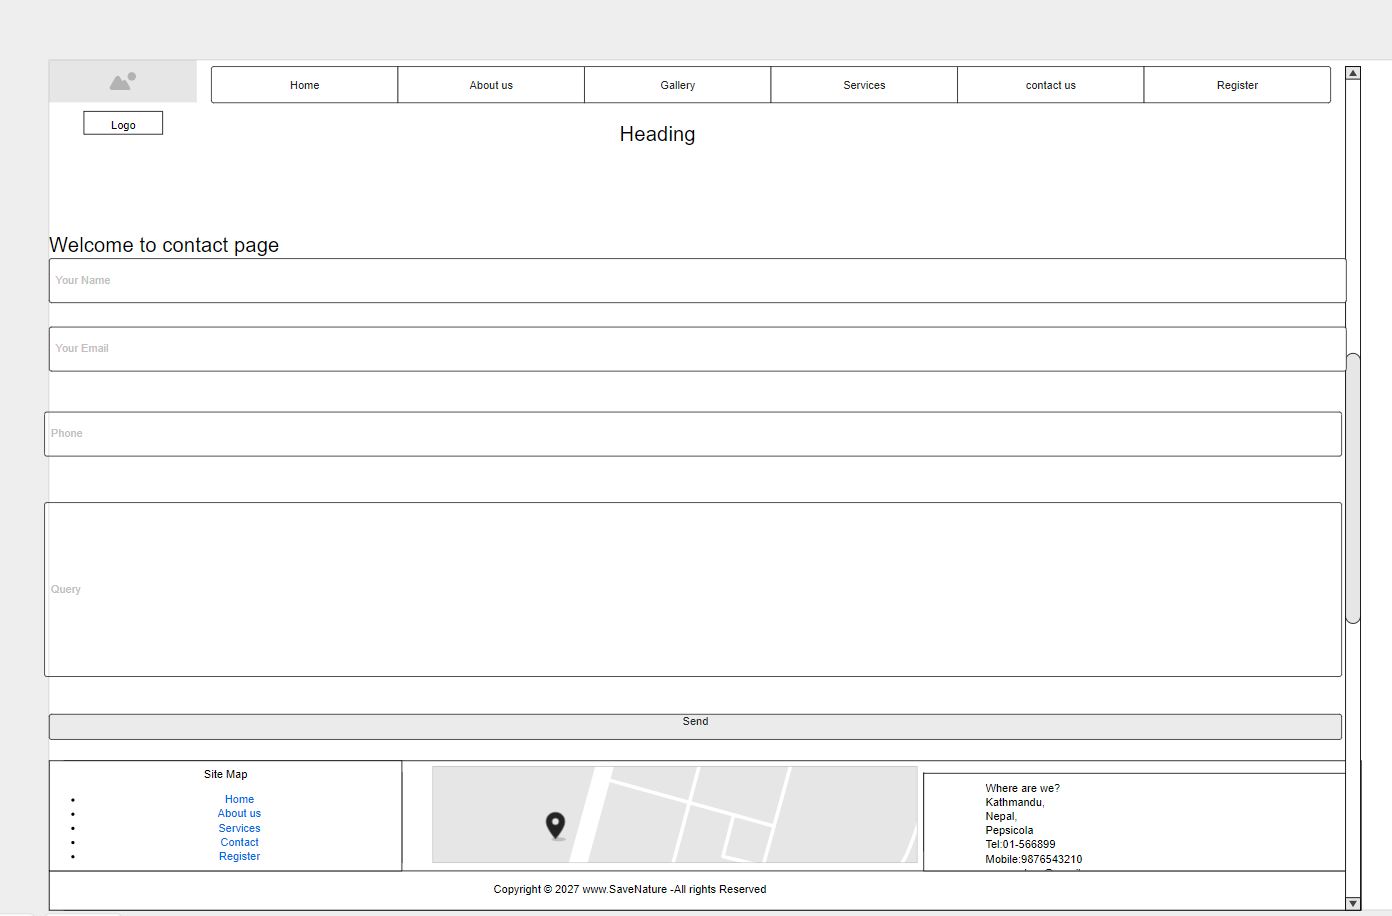 Home About us Gallery Services contact us Register
Logo
Heading
Welcome to contact page
Your Name
Your Email
Phone
Query
Send
Site Map
Home
About us
Services
Contact
Register
Where are we?
Kathmandu,
Nepal,
Pepsicola
Tel:01-566899
Mobile:9876543210
Copyright © 2027 www.SaveNature -All rights Reserved